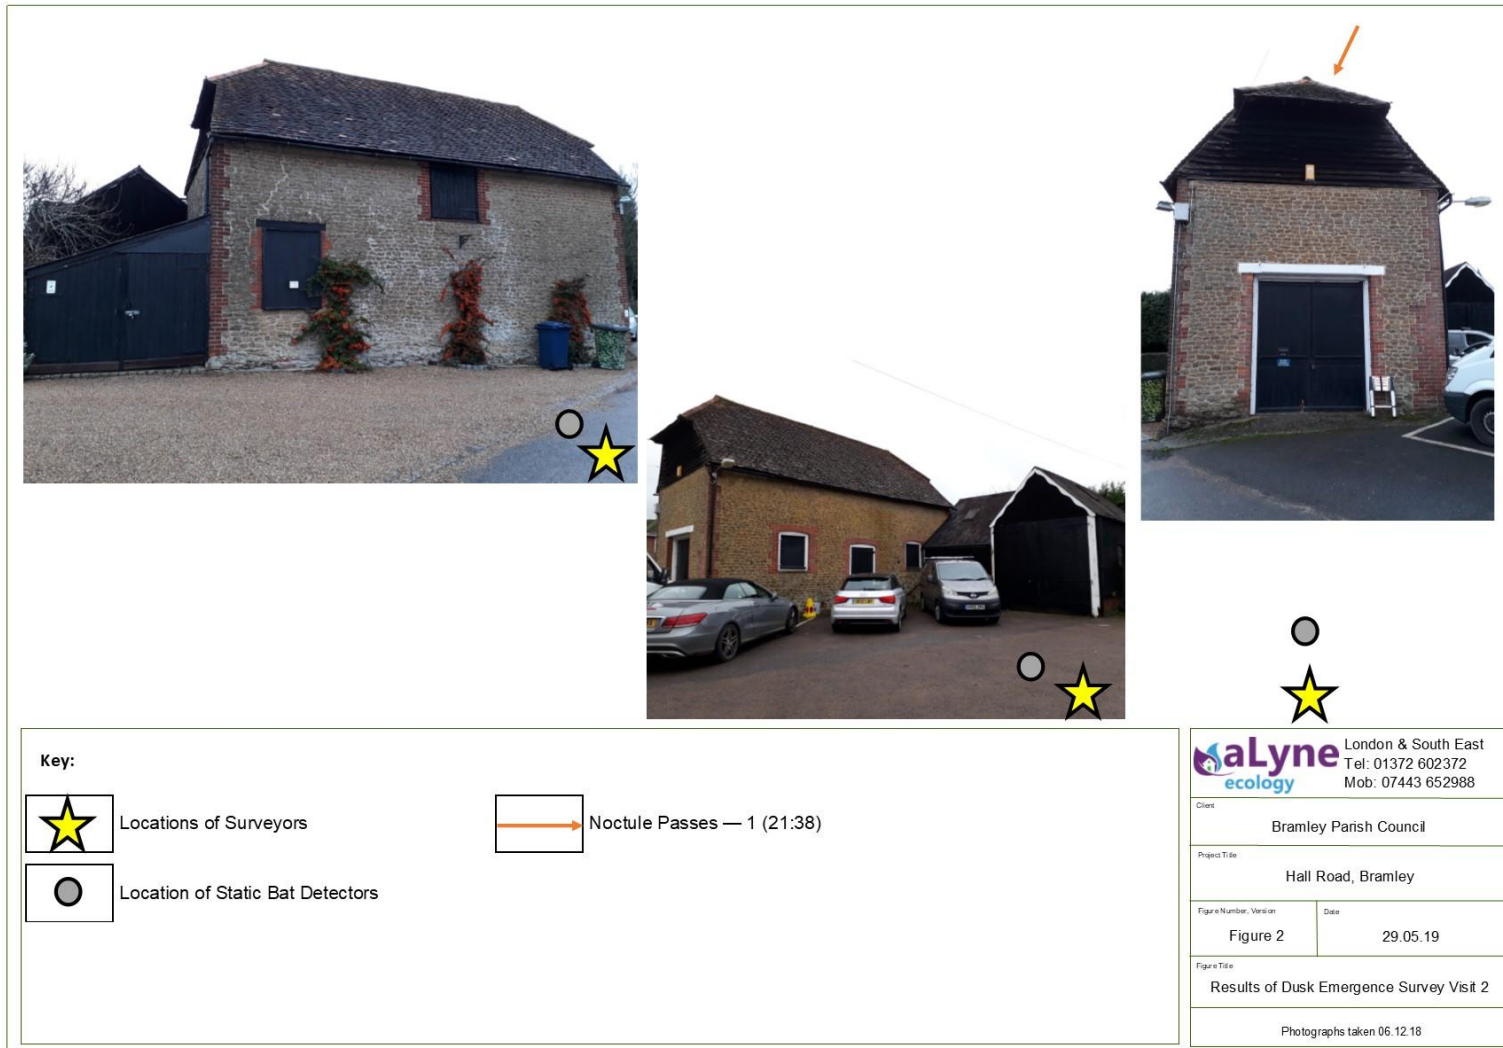 Key:
Locations of Surveyors
Noctule Passes — 1 (21:38)
Location of Static Bat Detectors
aLyne
ecology
London & South East
Tel: 01372 602372
Mob: 07443 652988
Client
Bramley Parish Council
Project Title
Hall Road, Bramley
Figure Number, Version
Figure 2
Date
29.05.19
Figure Title
Results of Dusk Emergence Survey Visit 2
Photographs taken 06.12.18